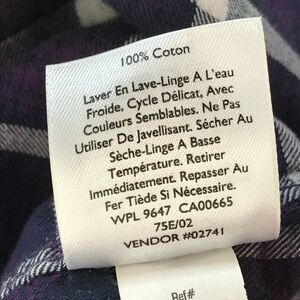 100% Coton
Laver En Lave-Linge A L'eau
Froide, Cycle Délicat, Avec
Couleurs Semblables. Ne Pas
Utiliser De Javellisant. Sécher Au
Sèche-Linge A Basse
Température. Retirer
Immédiatement. Repasser Au
Fer Tiède Si Nécessaire.
WPL 9647 CA00665
75E/02
VENDOR #02741
Ref#